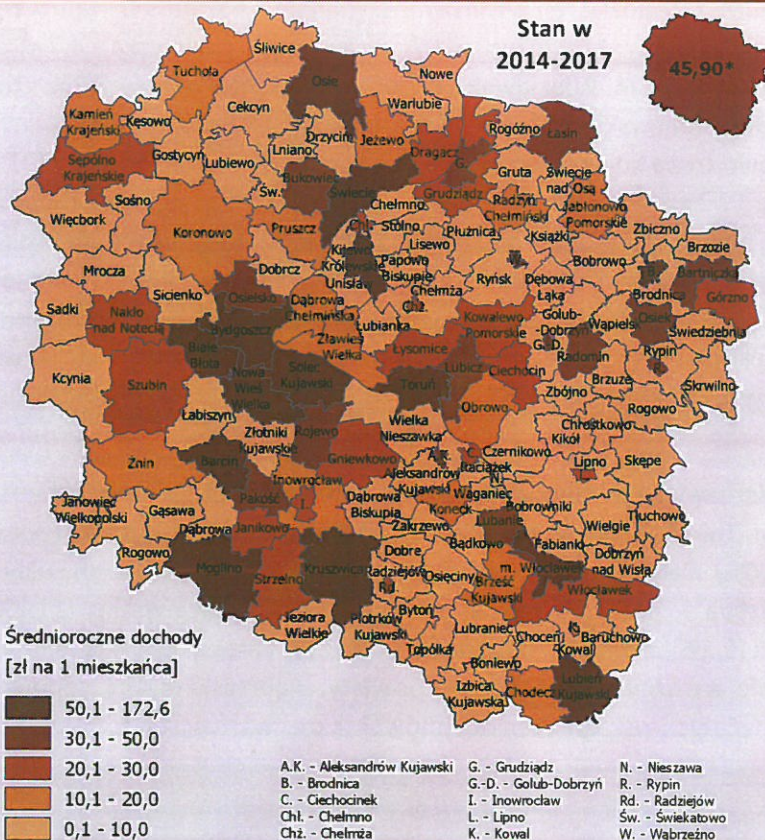 Stan w
2014-2017
45,90*
Śliwice
Tuchola
Osie
Nowe
Kamień
Krajeński
Kęsowo
Cekcyn
Warlubie
Drzycim
Jeżewo
Rogóźno
Łasin
Sępólno
Krajeńskie
Gostycyn
Lubiewo
Lniano
Dragacz
G.
Bukowiec
Św.
Świecie
Gruta
Świecie
nad Osą
Sośno
Więcbork
Koronowo
Pruszcz
Chełmno
Chł.
Stolno
Grudziądz
Radzyń
Chełmiński
Jabłonowo
Pomorskie
Płużnica
Książki
Zbiczno
Brzozie
Kijewo
Królewskie
Lisewo
Bobrowo
Mrocza
Dobrcz
Unisław
Papowo
Biskupie
W.
B.
Bartniczka
Sicienko
Osielsko
Dąbrowa
Chełmińska
Chełmża
Chż.
Ryńsk
Dębowa
Łąka
Brodnica
Górzno
Sadki
Nakło
nad Notecią
Bydgoszcz
Łubianka
Kowalewo
Pomorskie
Golub-
Dobrzyń
G.-D.
Wąpielsk
Osiek
Świedziebnia
Białe
Błota
Zławieś
Wielka
Łysomice
Lubicz
Ciechocin
Radomin
Rypin
R.
Kcynia
Szubin
Nowa
Wieś
Wielka
Solec
Kujawski
Toruń
Zbójno
Brzuze
Skrwilno
Łabiszyn
Obrowo
Rogowo
Złotniki
Kujawskie
Rojewo
Wielka
Nieszawka
Czernikowo
Chrostkowo
Kikół
Żnin
Barcin
Gniewkowo
A.K.
C.
Raciążek
N.
Lipno
Skępe
Aleksandrów
Kujawski
Inowrocław
I.
Pakość
Dąbrowa
Biskupia
Waganiec
Koneck
Bobrowniki
Janowiec
Wielkopolski
Gąsawa
Dąbrowa
Janikowo
Zakrzewo
Lubanie
Wielgie
Tłuchowo
Rogowo
Bądkowo
Fabianki
Mogilno
Strzelno
Kruszwica
Dobre
Radziejów
Rd.
Osięciny
Brześć
Kujawski
m. Włocławek
Dobrzyń
nad Wisłą
Włocławek
Jeziora
Wielkie
Piotrków
Kujawski
Bytoń
Lubraniec
Choceń
Kowal
Baruchowo
Topólka
Boniewo
Izbica
Kujawska
Chodecz
Lubień
Kujawski
Średnioroczne dochody
[zł na 1 mieszkańca]
50,1 - 172,6
30,1 - 50,0
20,1 - 30,0
10,1 - 20,0
0,1 - 10,0
A.K. - Aleksandrów Kujawski
B. - Brodnica
C. - Ciechocinek
Chł. - Chełmno
Chż. - Chełmża
G. - Grudziądz
G.-D. - Golub-Dobrzyń
I. - Inowrocław
L. - Lipno
K. - Kowal
N. - Nieszawa
R. - Rypin
Rd. - Radziejów
Św. - Świekatowo
W. - Wąbrzeźno